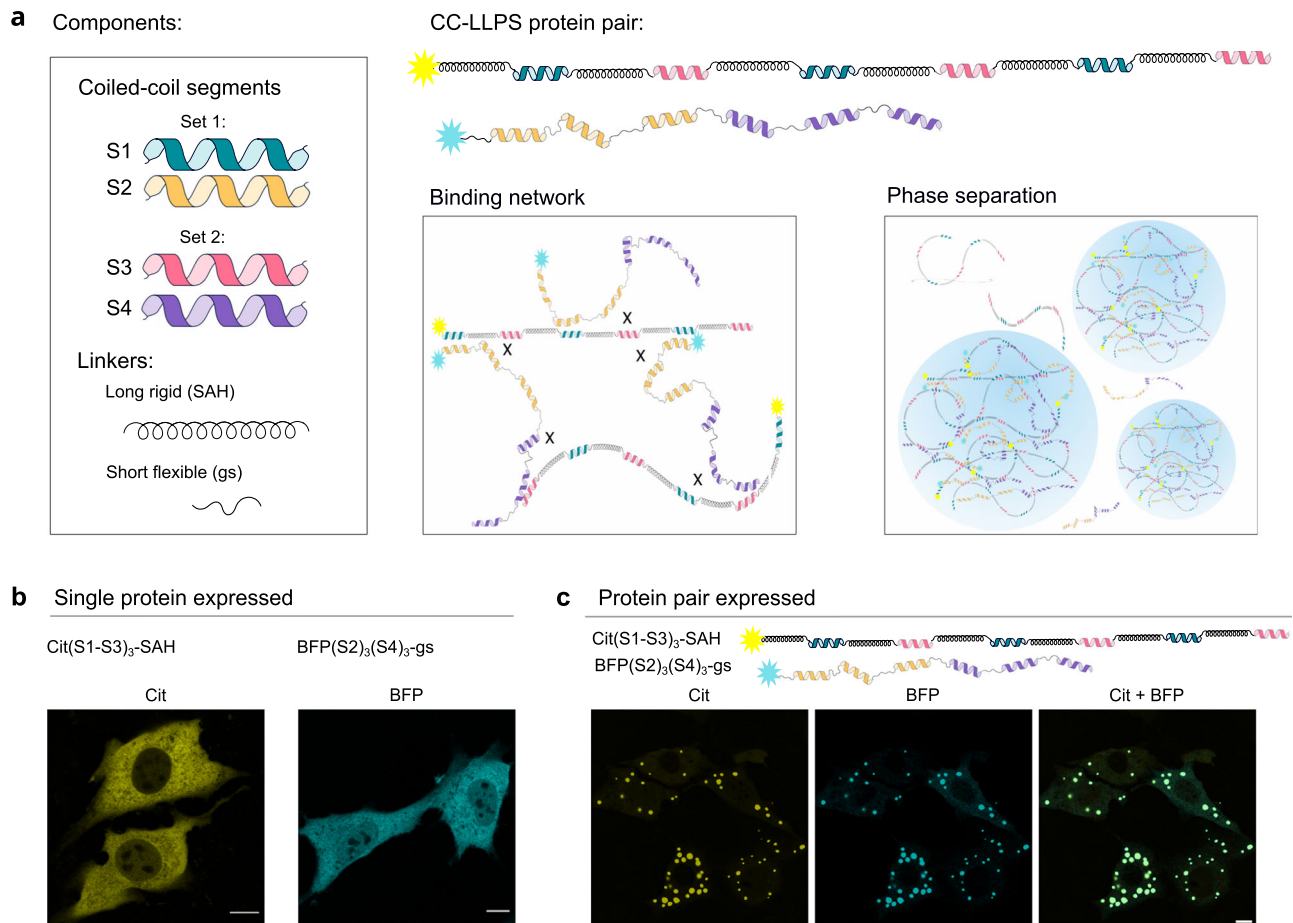 a
Components:
CC-LLPS protein pair:
Coiled-coil segments
Set 1:
S1
S2
Set 2:
S3
S4
Linkers:
Long rigid (SAH)
Short flexible (gs)
Binding network
X
X
X
X
X
Phase separation
b Single protein expressed
Cit(S1-S3)₃-SAH
BFP(S2)₃(S4)₃-gs
Cit
BFP
c Protein pair expressed
Cit(S1-S3)₃-SAH
BFP(S2)₃(S4)₃-gs
Cit
BFP
Cit + BFP